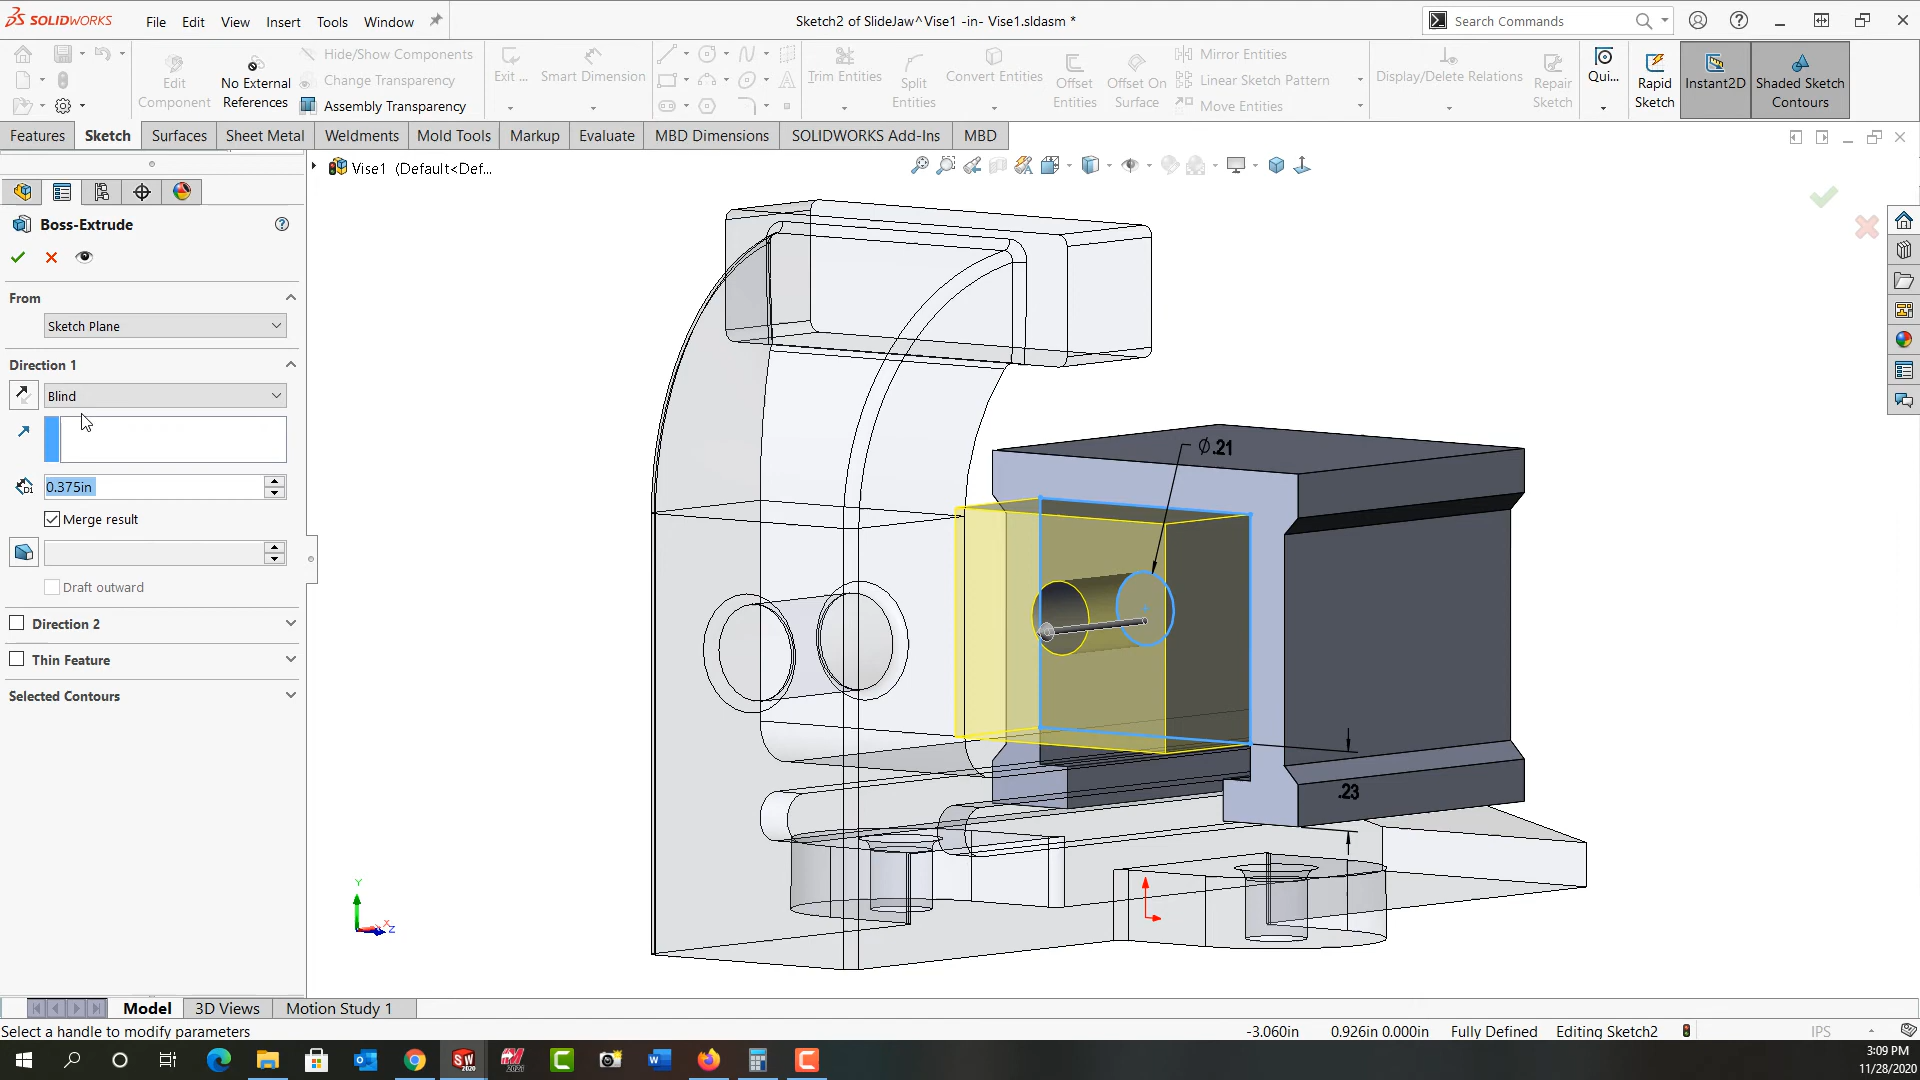 SOLIDWORKS
File
Edit
View
Insert
Tools
Window
Sketch2 of SlideJaw^Vise1 -in- Vise1.sldasm *
Search Commands
Edit
Component
No External
References
Hide/Show Components
Change Transparency
Assembly Transparency
Exit ...
Smart Dimension
Trim Entities
Split
Entities
Convert Entities
Offset
Entities
Offset On
Surface
Mirror Entities
Linear Sketch Pattern
Move Entities
Display/Delete Relations
Repair
Sketch
Qui...
Rapid
Sketch
Instant2D
Shaded Sketch
Contours
Features
Sketch
Surfaces
Sheet Metal
Weldments
Mold Tools
Markup
Evaluate
MBD Dimensions
SOLIDWORKS Add-Ins
MBD
Vise1 (Default<Def...
Boss-Extrude
From
Sketch Plane
Direction 1
Blind
0.375in
Merge result
Draft outward
Direction 2
Thin Feature
Selected Contours
Ø.21
.23
Y
X
Z
Model
3D Views
Motion Study 1
Select a handle to modify parameters
-3.060in
0.926in 0.000in
Fully Defined
Editing Sketch2
IPS
3:09 PM
11/28/2020